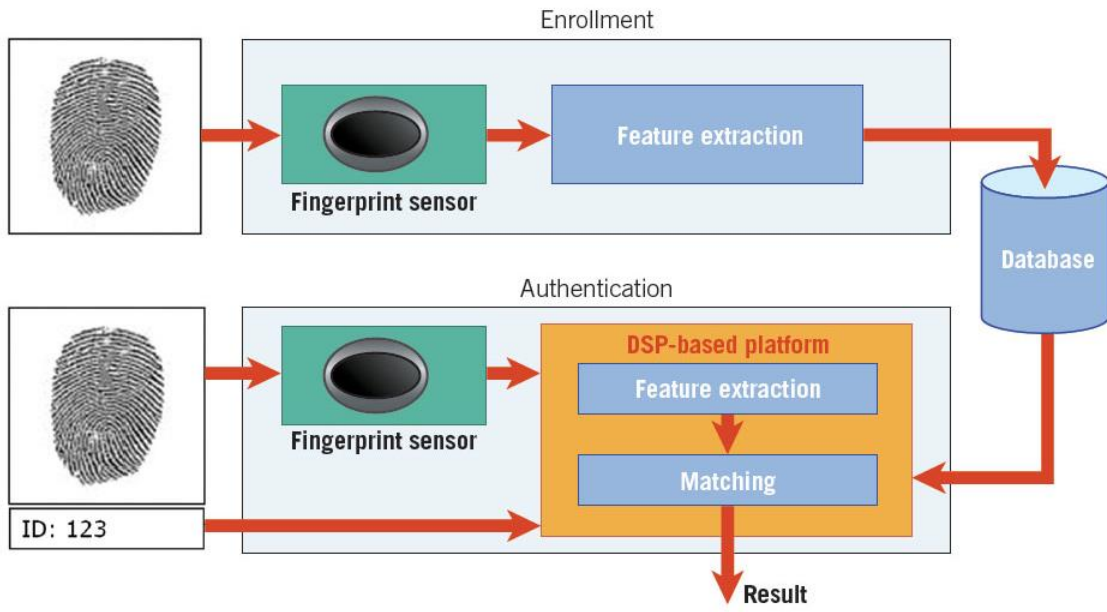 Enrollment
Feature extraction
Fingerprint sensor
Database
Authentication
DSP-based platform
Feature extraction
Fingerprint sensor
Matching
ID: 123
Result